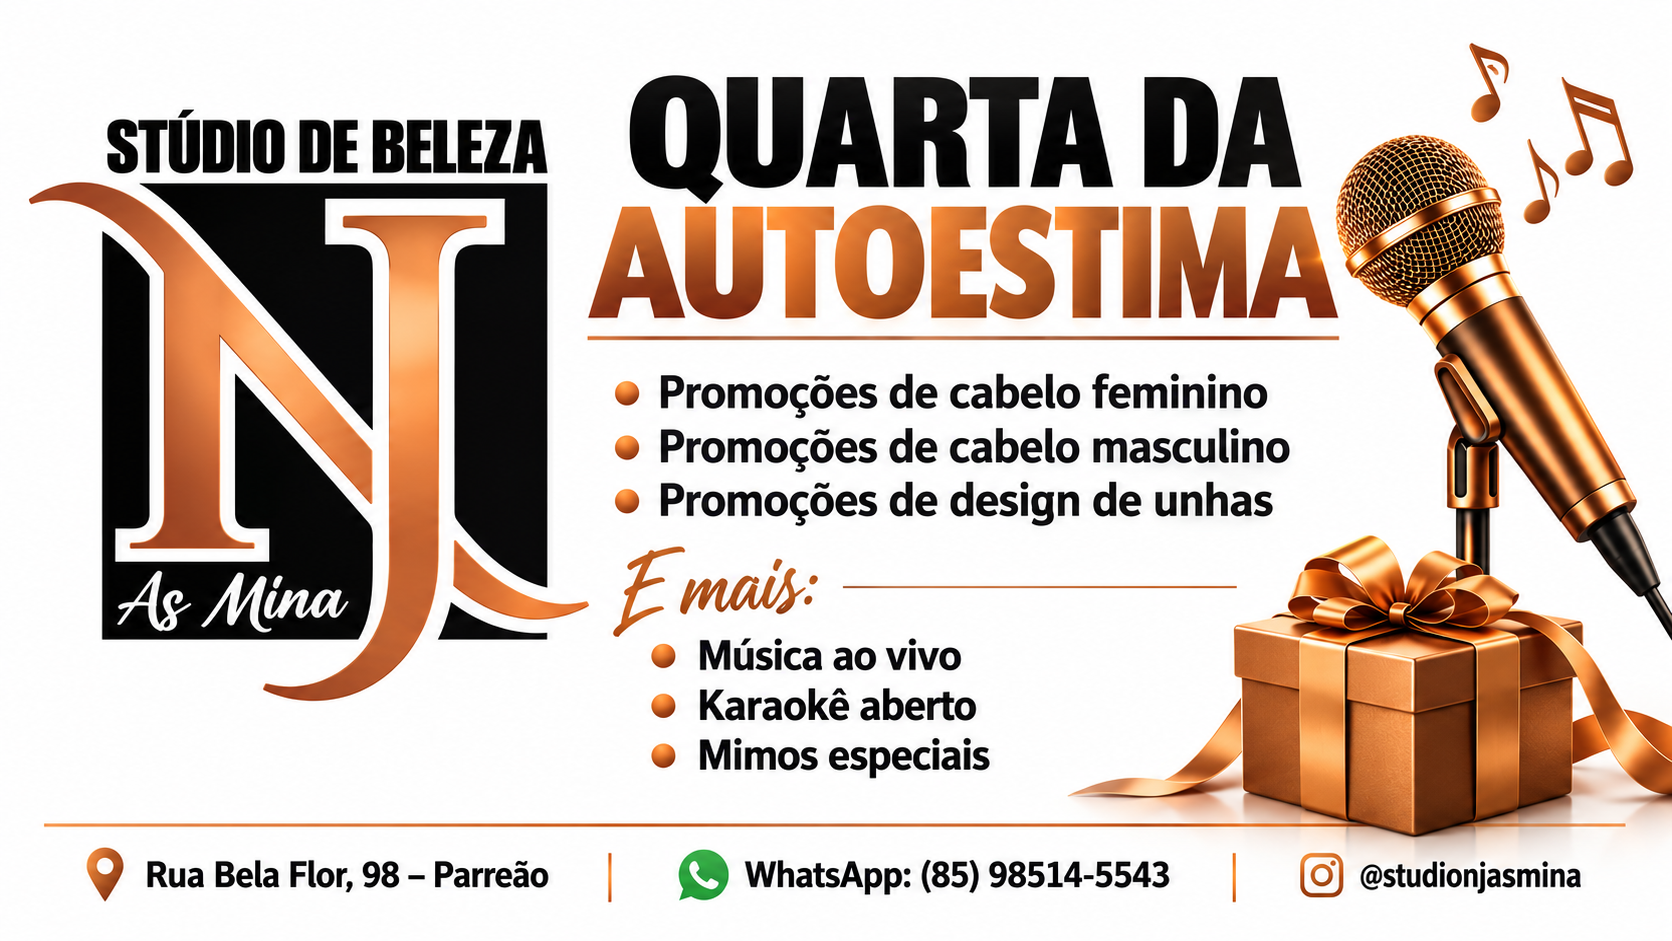 STÚDIO DE BELEZA
NJ
As Mina
QUARTA DA
AUTOESTIMA
• Promoções de cabelo feminino
• Promoções de cabelo masculino
• Promoções de design de unhas
E mais:
• Música ao vivo
• Karaokê aberto
• Mimos especiais
Rua Bela Flor, 98 – Parreão
WhatsApp: (85) 98514-5543
@studionjasmina